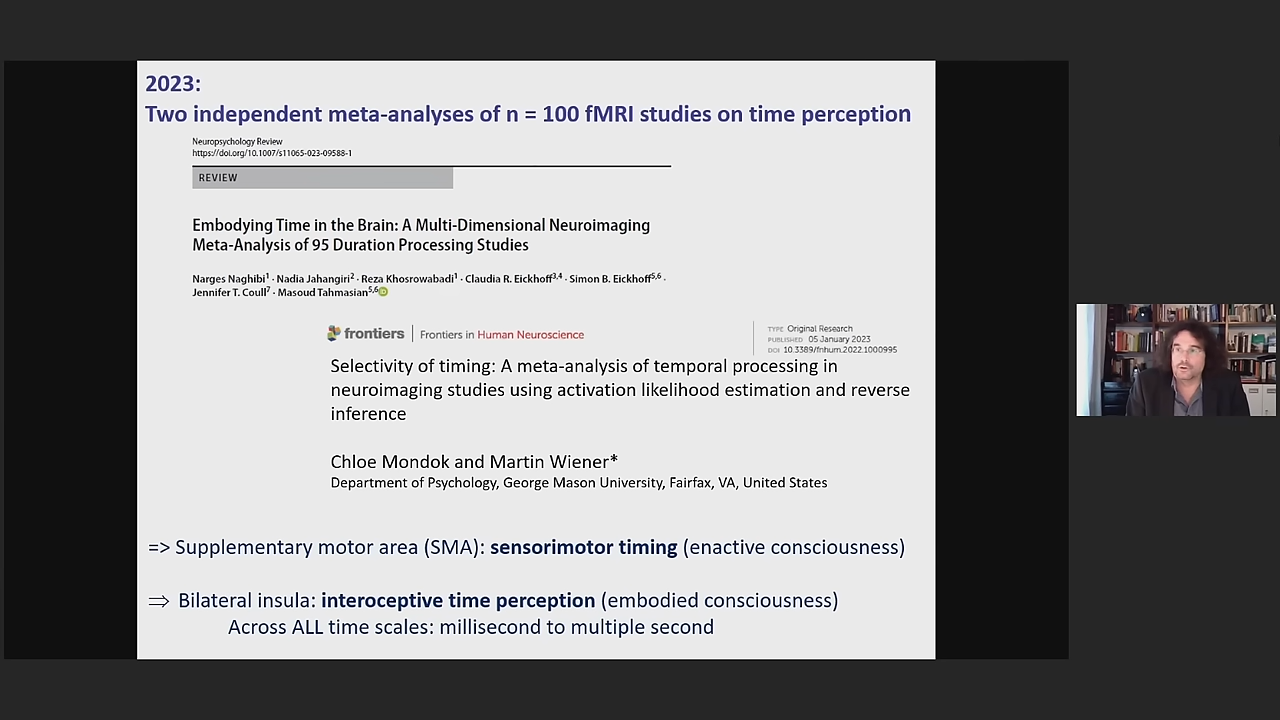 2023:
Two independent meta-analyses of n = 100 fMRI studies on time perception
Neuropsychology Review
https://doi.org/10.1007/s11065-023-09588-1
REVIEW
Embodying Time in the Brain: A Multi-Dimensional Neuroimaging
Meta-Analysis of 95 Duration Processing Studies
Narges Naghibi1 · Nadia Jahangiri2 · Reza Khosrowabadi1 · Claudia R. Eickhoff3,4 · Simon B. Eickhoff5,6 ·
Jennifer T. Coull7 · Masoud Tahmasian5,6
frontiers | Frontiers in Human Neuroscience
TYPE Original Research
PUBLISHED 05 January 2023
DOI 10.3389/fnhum.2022.1000995
Selectivity of timing: A meta-analysis of temporal processing in
neuroimaging studies using activation likelihood estimation and reverse
inference
Chloe Mondok and Martin Wiener*
Department of Psychology, George Mason University, Fairfax, VA, United States
=> Supplementary motor area (SMA): sensorimotor timing (enactive consciousness)
⇒ Bilateral insula: interoceptive time perception (embodied consciousness)
Across ALL time scales: millisecond to multiple second